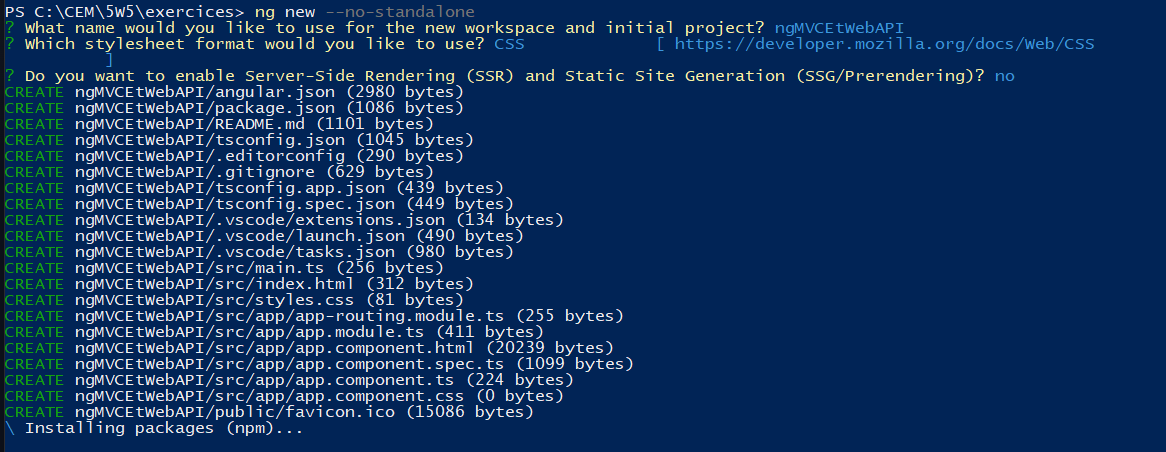 PS C:\CEM\5W5\exercices> ng new --no-standalone
? What name would you like to use for the new workspace and initial project? ngMVCEtWebAPI
? Which stylesheet format would you like to use? CSS             [ https://developer.mozilla.org/docs/Web/CSS
          ]
? Do you want to enable Server-Side Rendering (SSR) and Static Site Generation (SSG/Prerendering)? no
CREATE ngMVCEtWebAPI/angular.json (2980 bytes)
CREATE ngMVCEtWebAPI/package.json (1086 bytes)
CREATE ngMVCEtWebAPI/README.md (1101 bytes)
CREATE ngMVCEtWebAPI/tsconfig.json (1045 bytes)
CREATE ngMVCEtWebAPI/.editorconfig (290 bytes)
CREATE ngMVCEtWebAPI/.gitignore (629 bytes)
CREATE ngMVCEtWebAPI/tsconfig.app.json (439 bytes)
CREATE ngMVCEtWebAPI/tsconfig.spec.json (449 bytes)
CREATE ngMVCEtWebAPI/.vscode/extensions.json (134 bytes)
CREATE ngMVCEtWebAPI/.vscode/launch.json (490 bytes)
CREATE ngMVCEtWebAPI/.vscode/tasks.json (980 bytes)
CREATE ngMVCEtWebAPI/src/main.ts (256 bytes)
CREATE ngMVCEtWebAPI/src/index.html (312 bytes)
CREATE ngMVCEtWebAPI/src/styles.css (81 bytes)
CREATE ngMVCEtWebAPI/src/app/app-routing.module.ts (255 bytes)
CREATE ngMVCEtWebAPI/src/app/app.module.ts (411 bytes)
CREATE ngMVCEtWebAPI/src/app/app.component.html (20239 bytes)
CREATE ngMVCEtWebAPI/src/app/app.component.spec.ts (1099 bytes)
CREATE ngMVCEtWebAPI/src/app/app.component.ts (224 bytes)
CREATE ngMVCEtWebAPI/src/app/app.component.css (0 bytes)
CREATE ngMVCEtWebAPI/public/favicon.ico (15086 bytes)
\ Installing packages (npm)...